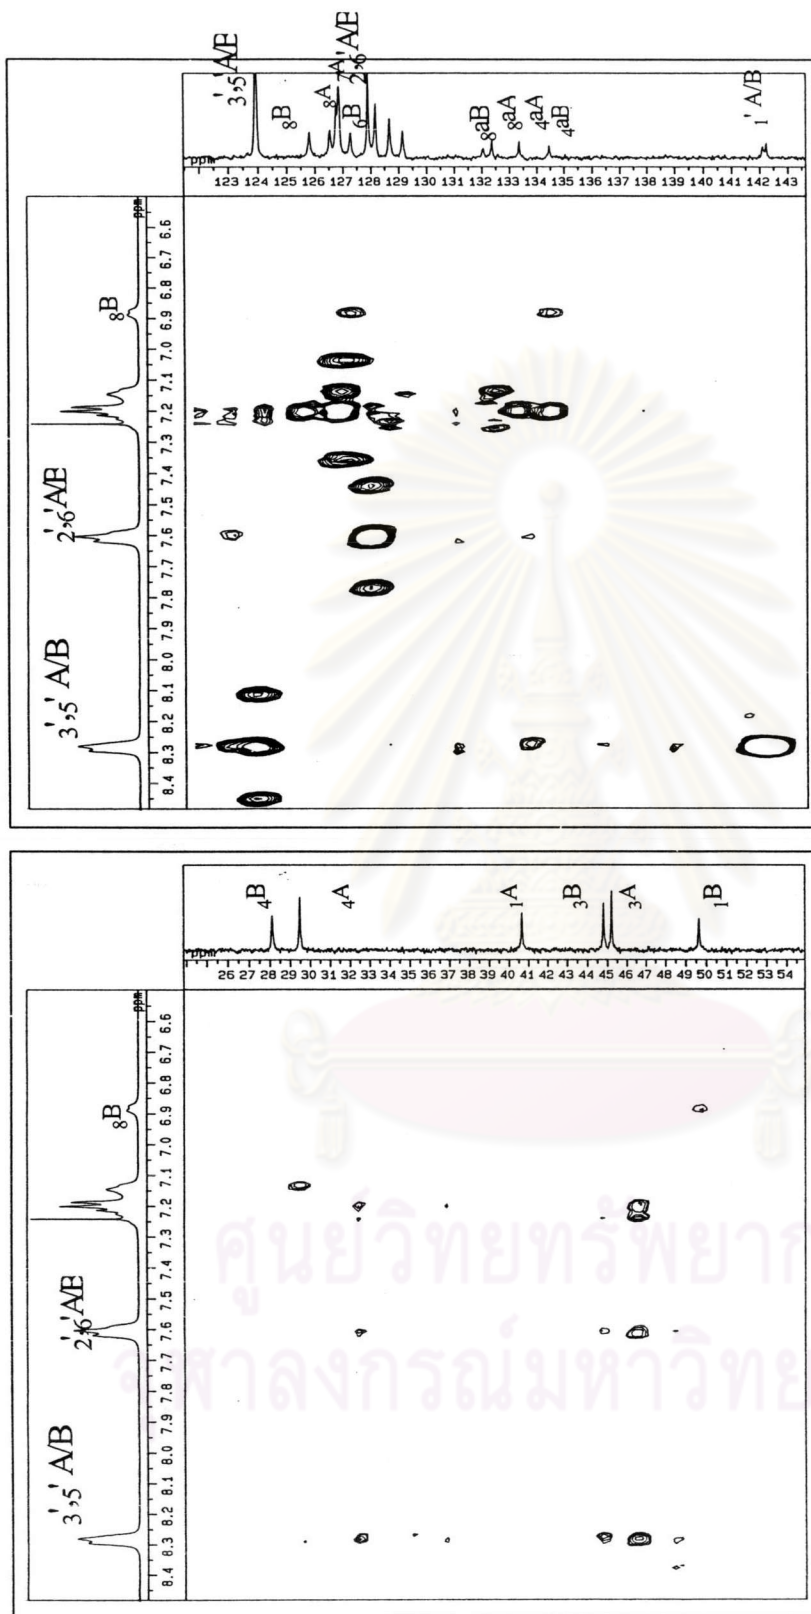 3',5' A/B
2',6' A/E
8B
ppm
8.4 8.3 8.2 8.1 8.0 7.9 7.8 7.7 7.6 7.5 7.4 7.3 7.2 7.1 7.0 6.9 6.8 6.7 6.6
3',5' A/E
8B
8A
7A
6B
2',6' A/E
8aB
8aA
4aA
4aB
1' A/B
ppm
123 124 125 126 127 128 129 130 131 132 133 134 135 136 137 138 139 140 141 142 143
3',5' A/B
2',6' A/E
8B
ppm
8.4 8.3 8.2 8.1 8.0 7.9 7.8 7.7 7.6 7.5 7.4 7.3 7.2 7.1 7.0 6.9 6.8 6.7 6.6
4B
4A
1A
3B
3A
1B
ppm
26 27 28 29 30 31 32 33 34 35 36 37 38 39 40 41 42 43 44 45 46 47 48 49 50 51 52 53 54
ศูนย์วิทยทรัพยาก
จุฬาลงกรณ์มหาวิทย